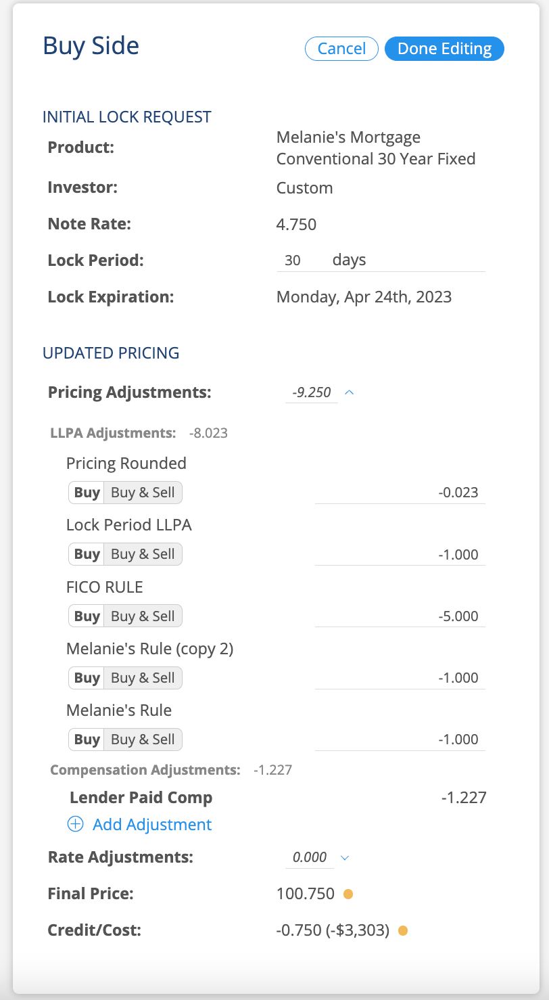 Buy Side
Cancel
Done Editing
INITIAL LOCK REQUEST
Product:
Melanie's Mortgage
Conventional 30 Year Fixed
Investor:
Custom
Note Rate:
4.750
Lock Period:
30 days
Lock Expiration:
Monday, Apr 24th, 2023
UPDATED PRICING
Pricing Adjustments:
-9.250
LLPA Adjustments: -8.023
Pricing Rounded
Buy Buy & Sell
-0.023
Lock Period LLPA
Buy Buy & Sell
-1.000
FICO RULE
Buy Buy & Sell
-5.000
Melanie's Rule (copy 2)
Buy Buy & Sell
-1.000
Melanie's Rule
Buy Buy & Sell
-1.000
Compensation Adjustments: -1.227
Lender Paid Comp
-1.227
Add Adjustment
Rate Adjustments:
0.000
Final Price:
100.750
Credit/Cost:
-0.750 (-$3,303)